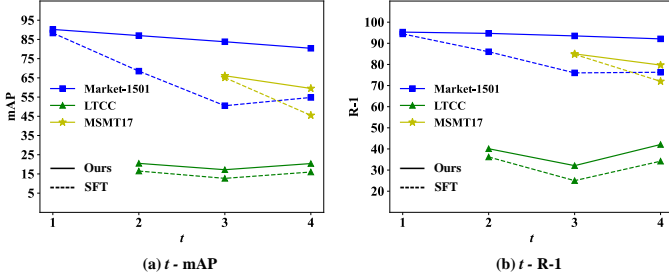 95
85
75
65
55
45
35
25
15
5
mAP
Market-1501
LTCC
MSMT17
Ours
SFT
1 2 3 4
t
(a) t - mAP
100
90
80
70
60
50
40
30
20
10
R-1
Market-1501
LTCC
MSMT17
Ours
SFT
1 2 3 4
t
(b) t - R-1